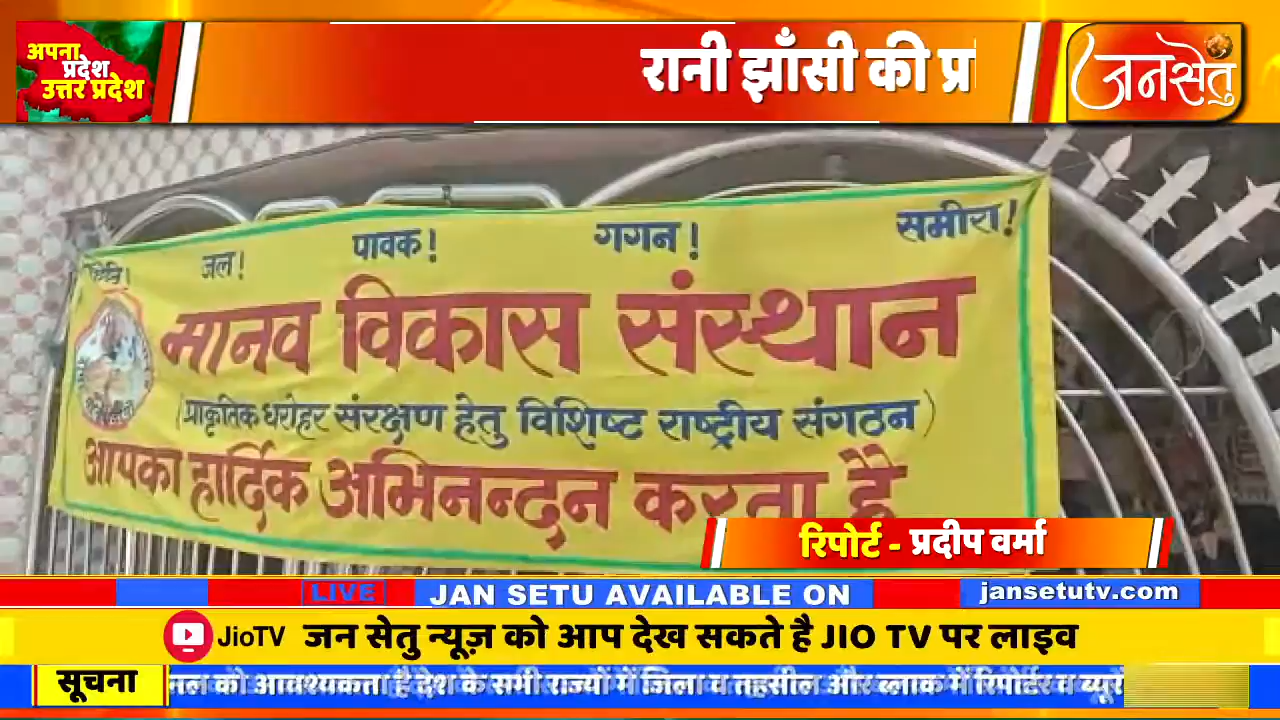 अपना
प्रदेश
उत्तर प्रदेश
रानी झाँसी की
जनसेतु
जल! पावक! गगन! समीरा!
मानव विकास संस्थान
(प्राकृतिक धरोहर संरक्षण हेतु विशिष्ट राष्ट्रीय संगठन)
आपका हार्दिक अभिनन्दन करता है
रिपोर्ट - प्रदीप वर्मा
LIVE JAN SETU AVAILABLE ON jansetutv.com
JioTV जन सेतु न्यूज़ को आप देख सकते है JIO TV पर लाइव
सूचना को आवश्यकता है देश के सभी राज्यों में जिला व तहसील और ब्लाक में रिपोर्टर व